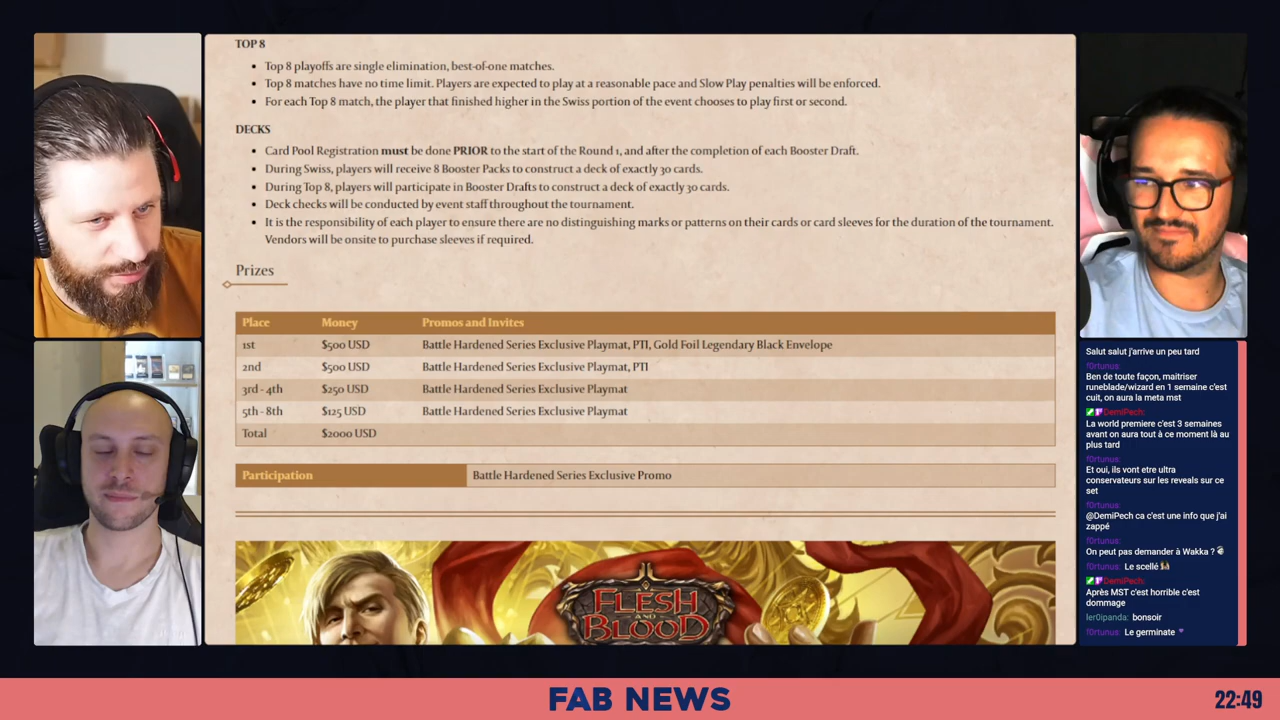 TOP 8
• Top 8 playoffs are single elimination, best-of-one matches.
• Top 8 matches have no time limit. Players are expected to play at a reasonable pace and Slow Play penalties will be enforced.
• For each Top 8 match, the player that finished higher in the Swiss portion of the event chooses to play first or second.
DECKS
• Card Pool Registration must be done PRIOR to the start of the Round 1, and after the completion of each Booster Draft.
• During Swiss, players will receive 8 Booster Packs to construct a deck of exactly 30 cards.
• During Top 8, players will participate in Booster Drafts to construct a deck of exactly 30 cards.
• Deck checks will be conducted by event staff throughout the tournament.
• It is the responsibility of each player to ensure there are no distinguishing marks or patterns on their cards or card sleeves for the duration of the tournament.
Vendors will be onsite to purchase sleeves if required.
Prizes
Place Money Promos and Invites
1st $500 USD Battle Hardened Series Exclusive Playmat, PTI, Gold Foil Legendary Black Envelope
2nd $500 USD Battle Hardened Series Exclusive Playmat, PTI
3rd - 4th $250 USD Battle Hardened Series Exclusive Playmat
5th - 8th $125 USD Battle Hardened Series Exclusive Playmat
Total $2000 USD
Participation Battle Hardened Series Exclusive Promo
FLESH
AND
BLOOD
Salut salut j'arrive un peu tard
f0rtunus:
Ben de toute façon, maitriser
runeblade/wizard en 1 semaine c'est
cuit, on aura la meta mst
DemiPech:
La world premiere c'est 3 semaines
avant on aura tout à ce moment là au
plus tard
f0rtunus:
Et oui, ils vont etre ultra
conservateurs sur les reveals sur ce
set
f0rtunus:
@DemiPech ca c'est une info que j'ai
zappé
f0rtunus:
On peut pas demander à Wakka ?
f0rtunus: Le scellé
DemiPech:
Après MST c'est horrible c'est
dommage
ler0ipanda: bonsoir
f0rtunus: Le germinate
FAB NEWS
22:49